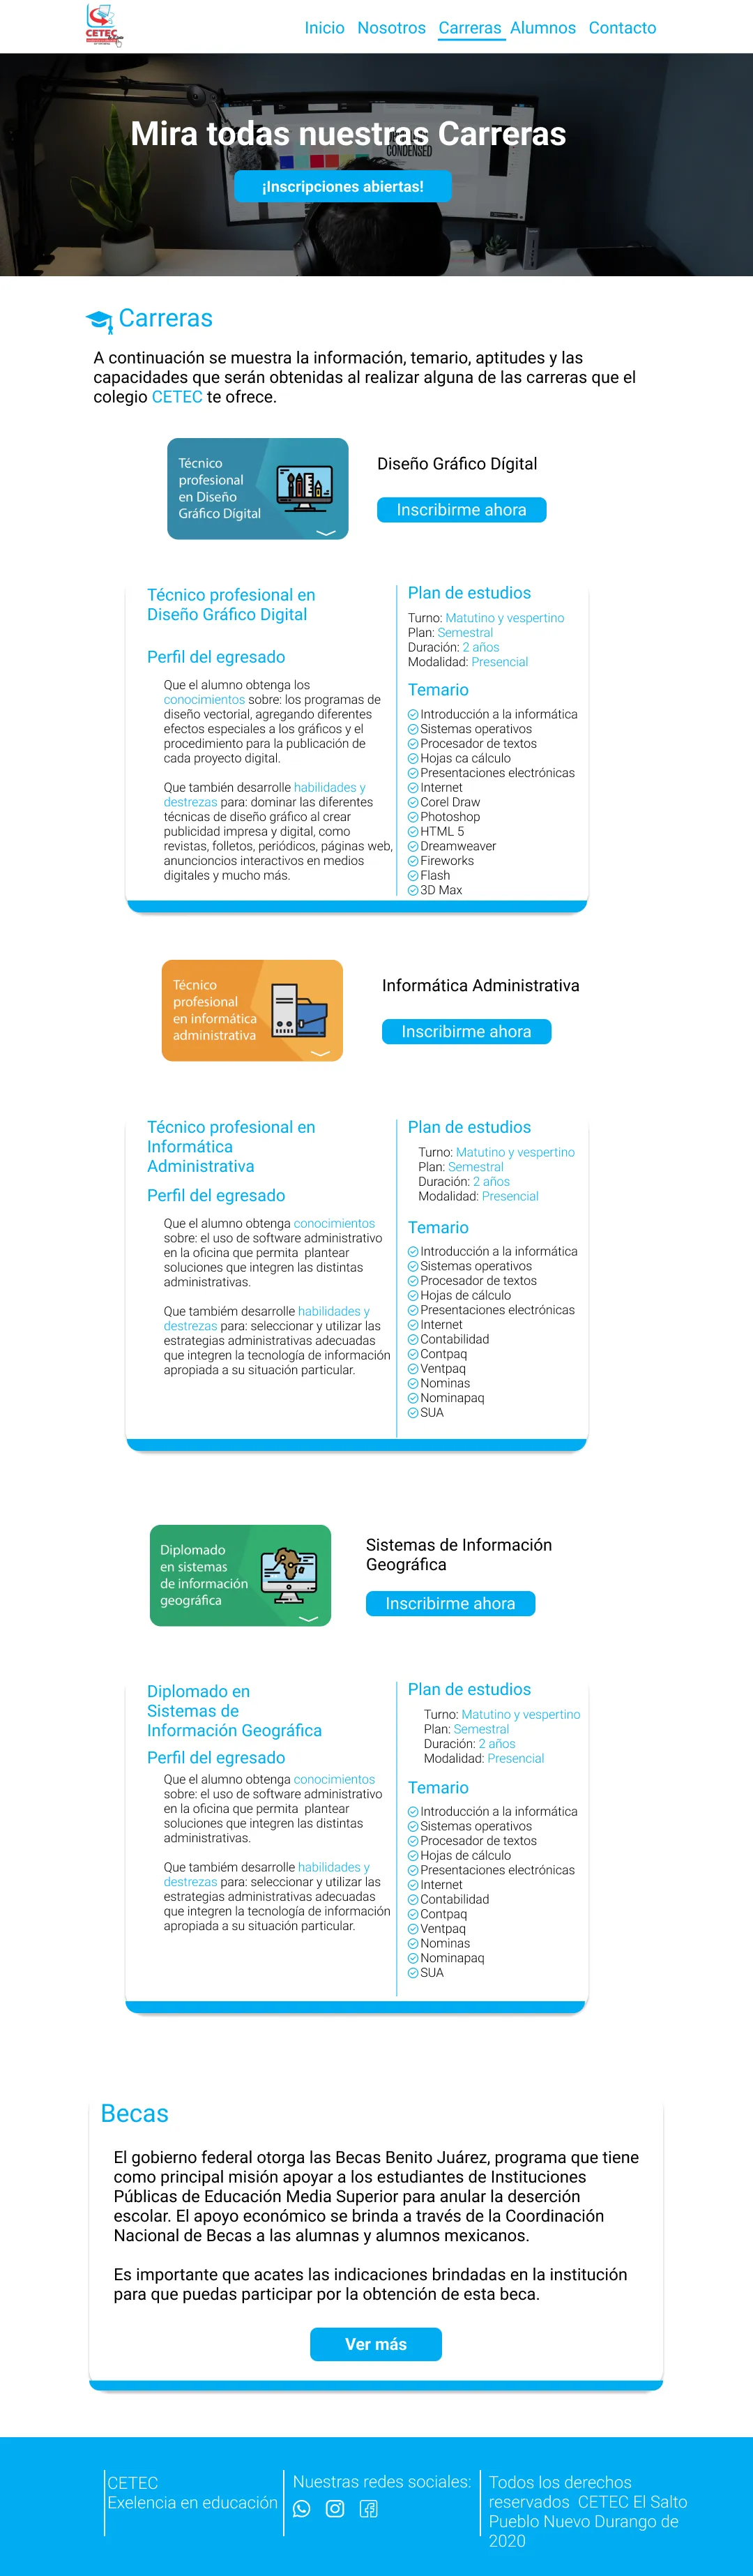 CETEC
Inicio Nosotros Carreras Alumnos Contacto
Mira todas nuestras Carreras
CONDENSED
¡Inscripciones abiertas!
Carreras
A continuación se muestra la información, temario, aptitudes y las
capacidades que serán obtenidas al realizar alguna de las carreras que el
colegio CETEC te ofrece.
Técnico
profesional
en Diseño
Gráfico Dígital
Diseño Gráfico Dígital
Inscribirme ahora
Técnico profesional en
Diseño Gráfico Digital
Perfil del egresado
Que el alumno obtenga los
conocimientos sobre: los programas de
diseño vectorial, agregando diferentes
efectos especiales a los gráficos y el
procedimiento para la publicación de
cada proyecto digital.
Que también desarrolle habilidades y
destrezas para: dominar las diferentes
técnicas de diseño gráfico al crear
publicidad impresa y digital, como
revistas, folletos, periódicos, páginas web,
anuncioncios interactivos en medios
digitales y mucho más.
Plan de estudios
Turno: Matutino y vespertino
Plan: Semestral
Duración: 2 años
Modalidad: Presencial
Temario
Introducción a la informática
Sistemas operativos
Procesador de textos
Hojas ca cálculo
Presentaciones electrónicas
Internet
Corel Draw
Photoshop
HTML 5
Dreamweaver
Fireworks
Flash
3D Max
Técnico
profesional
en informática
administrativa
Informática Administrativa
Inscribirme ahora
Técnico profesional en
Informática
Administrativa
Perfil del egresado
Que el alumno obtenga conocimientos
sobre: el uso de software administrativo
en la oficina que permita  plantear
soluciones que integren las distintas
administrativas.
Que tambiém desarrolle habilidades y
destrezas para: seleccionar y utilizar las
estrategias administrativas adecuadas
que integren la tecnología de información
apropiada a su situación particular.
Plan de estudios
Turno: Matutino y vespertino
Plan: Semestral
Duración: 2 años
Modalidad: Presencial
Temario
Introducción a la informática
Sistemas operativos
Procesador de textos
Hojas de cálculo
Presentaciones electrónicas
Internet
Contabilidad
Contpaq
Ventpaq
Nominas
Nominapaq
SUA
Diplomado
en sistemas
de información
geográfica
Sistemas de Información
Geográfica
Inscribirme ahora
Diplomado en
Sistemas de
Información Geográfica
Perfil del egresado
Que el alumno obtenga conocimientos
sobre: el uso de software administrativo
en la oficina que permita  plantear
soluciones que integren las distintas
administrativas.
Que tambiém desarrolle habilidades y
destrezas para: seleccionar y utilizar las
estrategias administrativas adecuadas
que integren la tecnología de información
apropiada a su situación particular.
Plan de estudios
Turno: Matutino y vespertino
Plan: Semestral
Duración: 2 años
Modalidad: Presencial
Temario
Introducción a la informática
Sistemas operativos
Procesador de textos
Hojas de cálculo
Presentaciones electrónicas
Internet
Contabilidad
Contpaq
Ventpaq
Nominas
Nominapaq
SUA
Becas
El gobierno federal otorga las Becas Benito Juárez, programa que tiene
como principal misión apoyar a los estudiantes de Instituciones
Públicas de Educación Media Superior para anular la deserción
escolar. El apoyo económico se brinda a través de la Coordinación
Nacional de Becas a las alumnas y alumnos mexicanos.
Es importante que acates las indicaciones brindadas en la institución
para que puedas participar por la obtención de esta beca.
Ver más
CETEC
Exelencia en educación
Nuestras redes sociales:
Todos los derechos
reservados  CETEC El Salto
Pueblo Nuevo Durango de
2020